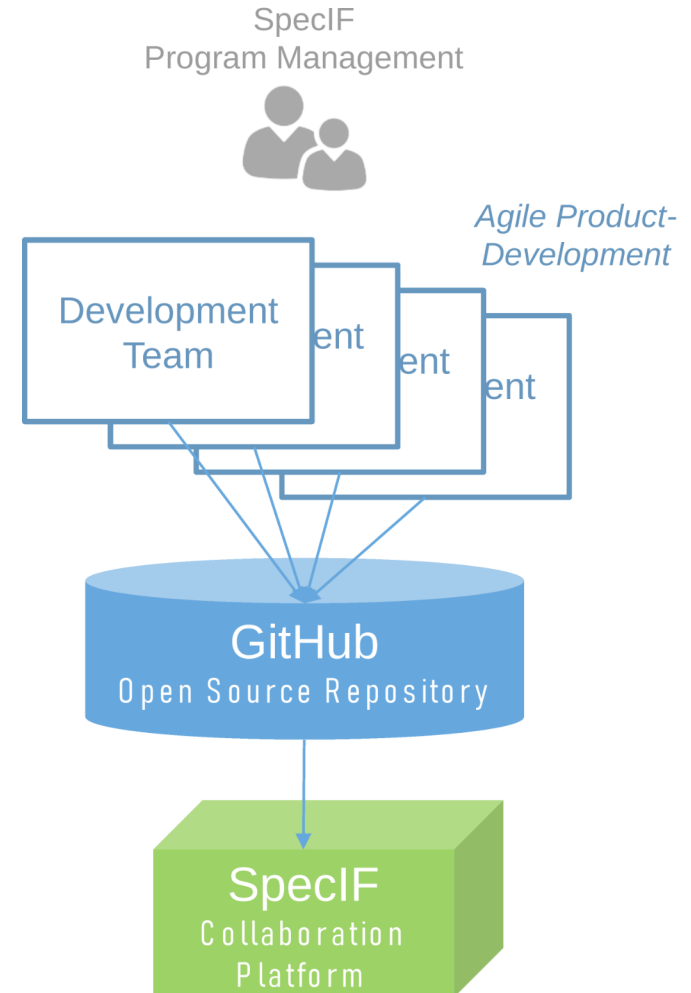 SpecIF
Program Management
Agile Product-
Development
Development
Team
ent
ent
ent
GitHub
Open Source Repository
SpecIF
Collaboration
Platform